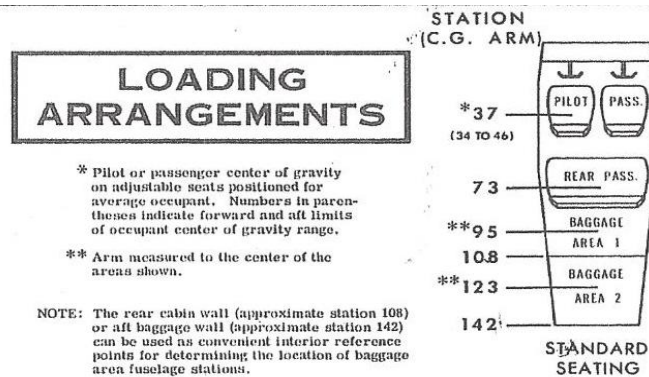 LOADING
ARRANGEMENTS
* Pilot or passenger center of gravity
on adjustable seats positioned for
average occupant. Numbers in paren-
theses indicate forward and aft limits
of occupant center of gravity range.
** Arm measured to the center of the
areas shown.
NOTE: The rear cabin wall (approximate station 108)
or aft baggage wall (approximate station 142)
can be used as convenient interior reference
points for determining the location of baggage
area fuselage stations.
STATION
(C.G. ARM)
PILOT PASS.
*37
(34 TO 46)
REAR PASS.
73
BAGGAGE
**95
AREA 1
108
BAGGAGE
**123
AREA 2
142
STANDARD
SEATING